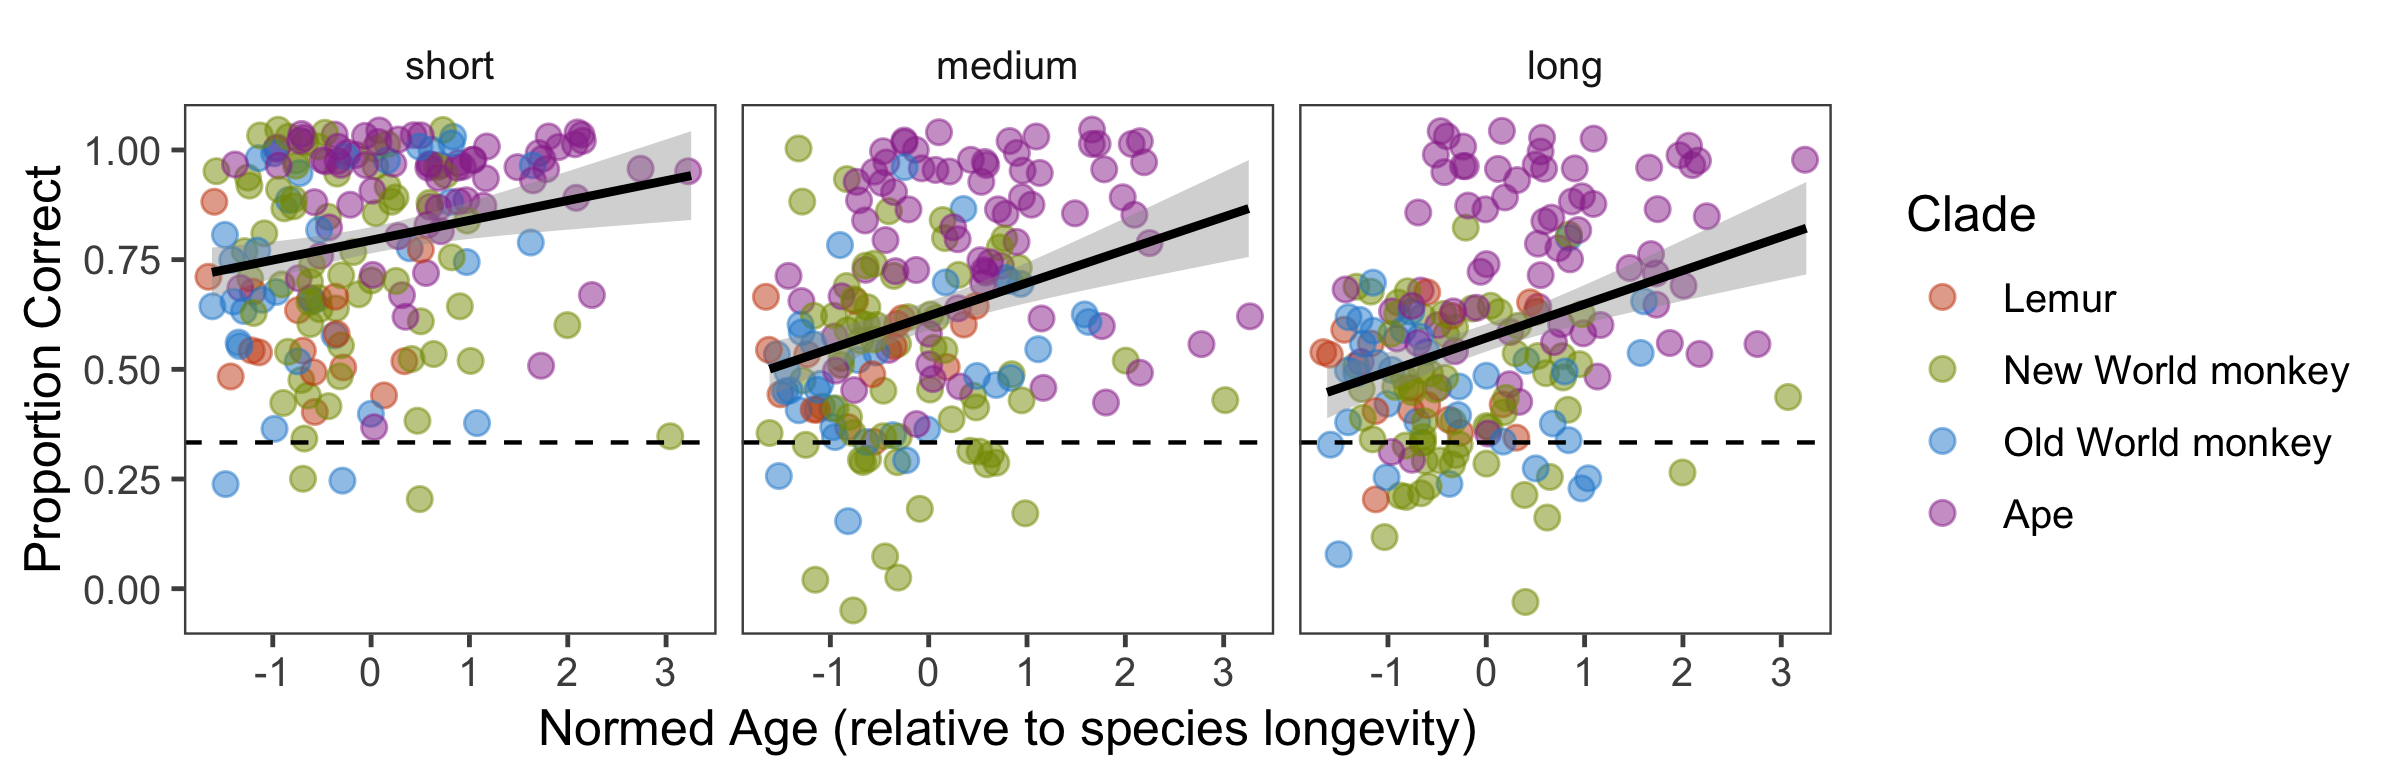 short medium long
Proportion Correct
1.00
0.75
0.50
0.25
0.00
-1 0 1 2 3 -1 0 1 2 3 -1 0 1 2 3
Normed Age (relative to species longevity)
Clade
Lemur
New World monkey
Old World monkey
Ape